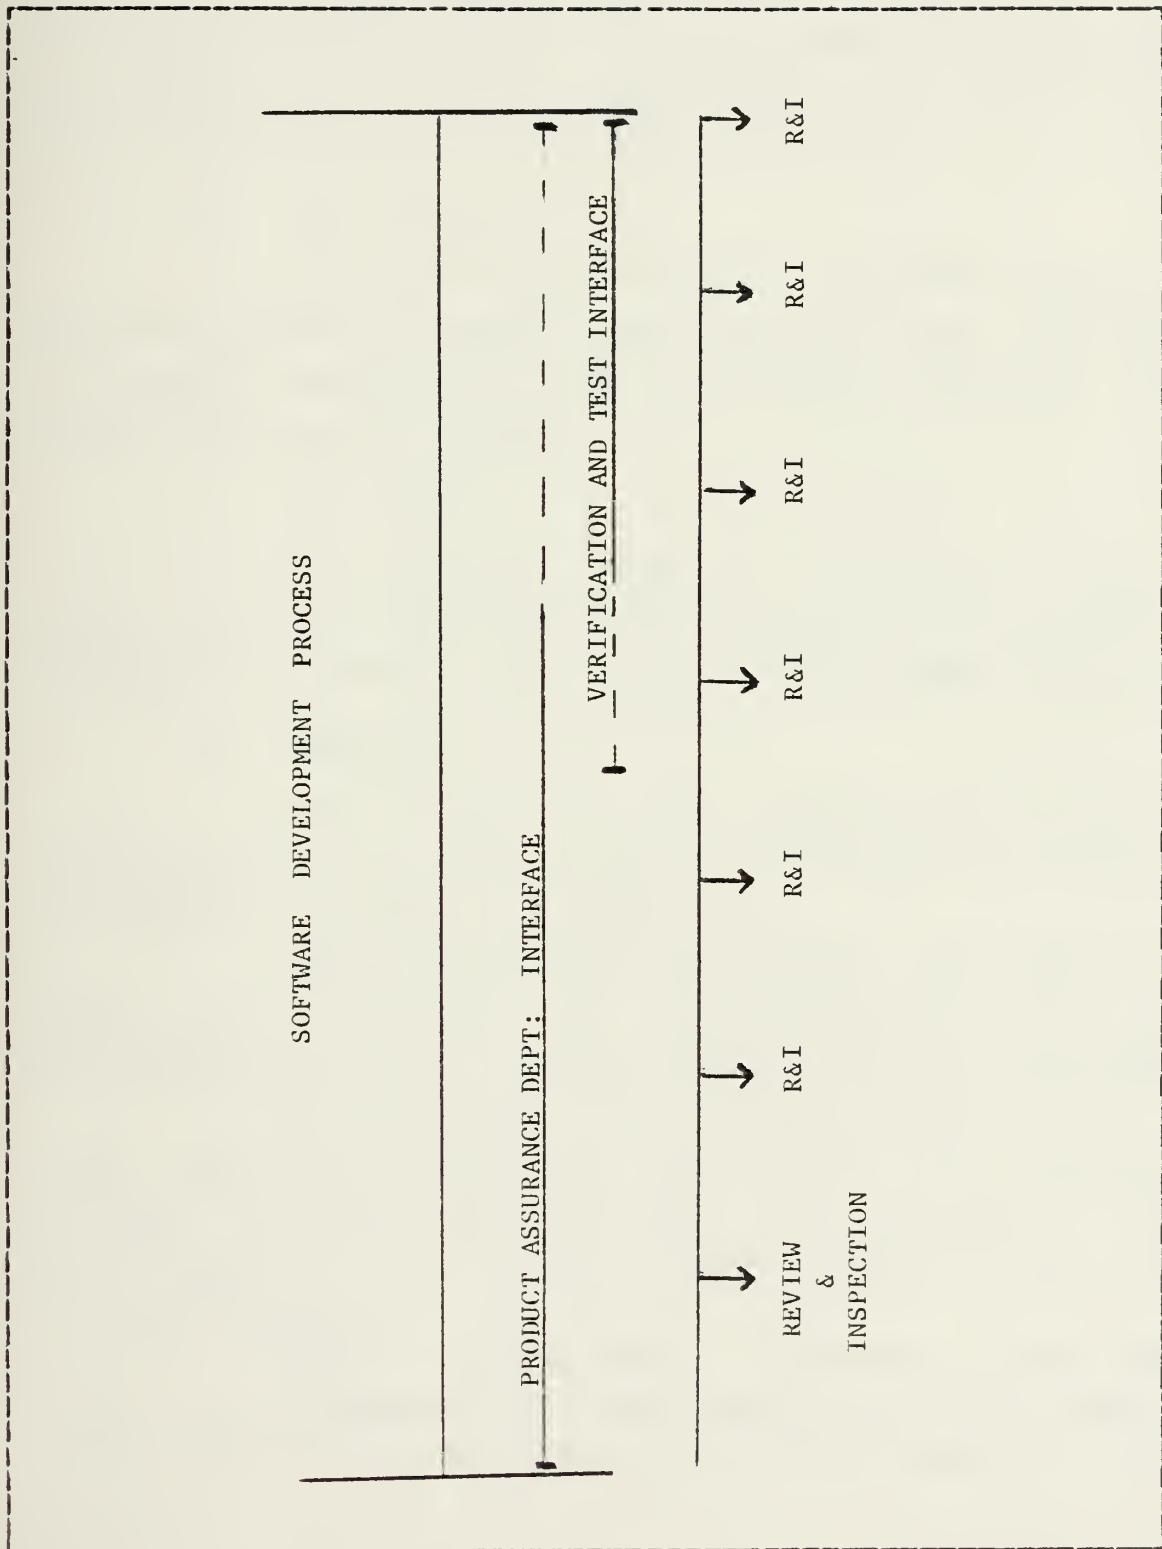 SOFTWARE DEVELOPMENT PROCESS
PRODUCT ASSURANCE DEPT: INTERFACE
VERIFICATION AND TEST INTERFACE
REVIEW
&
INSPECTION
R&I
R&I
R&I
R&I
R&I
R&I